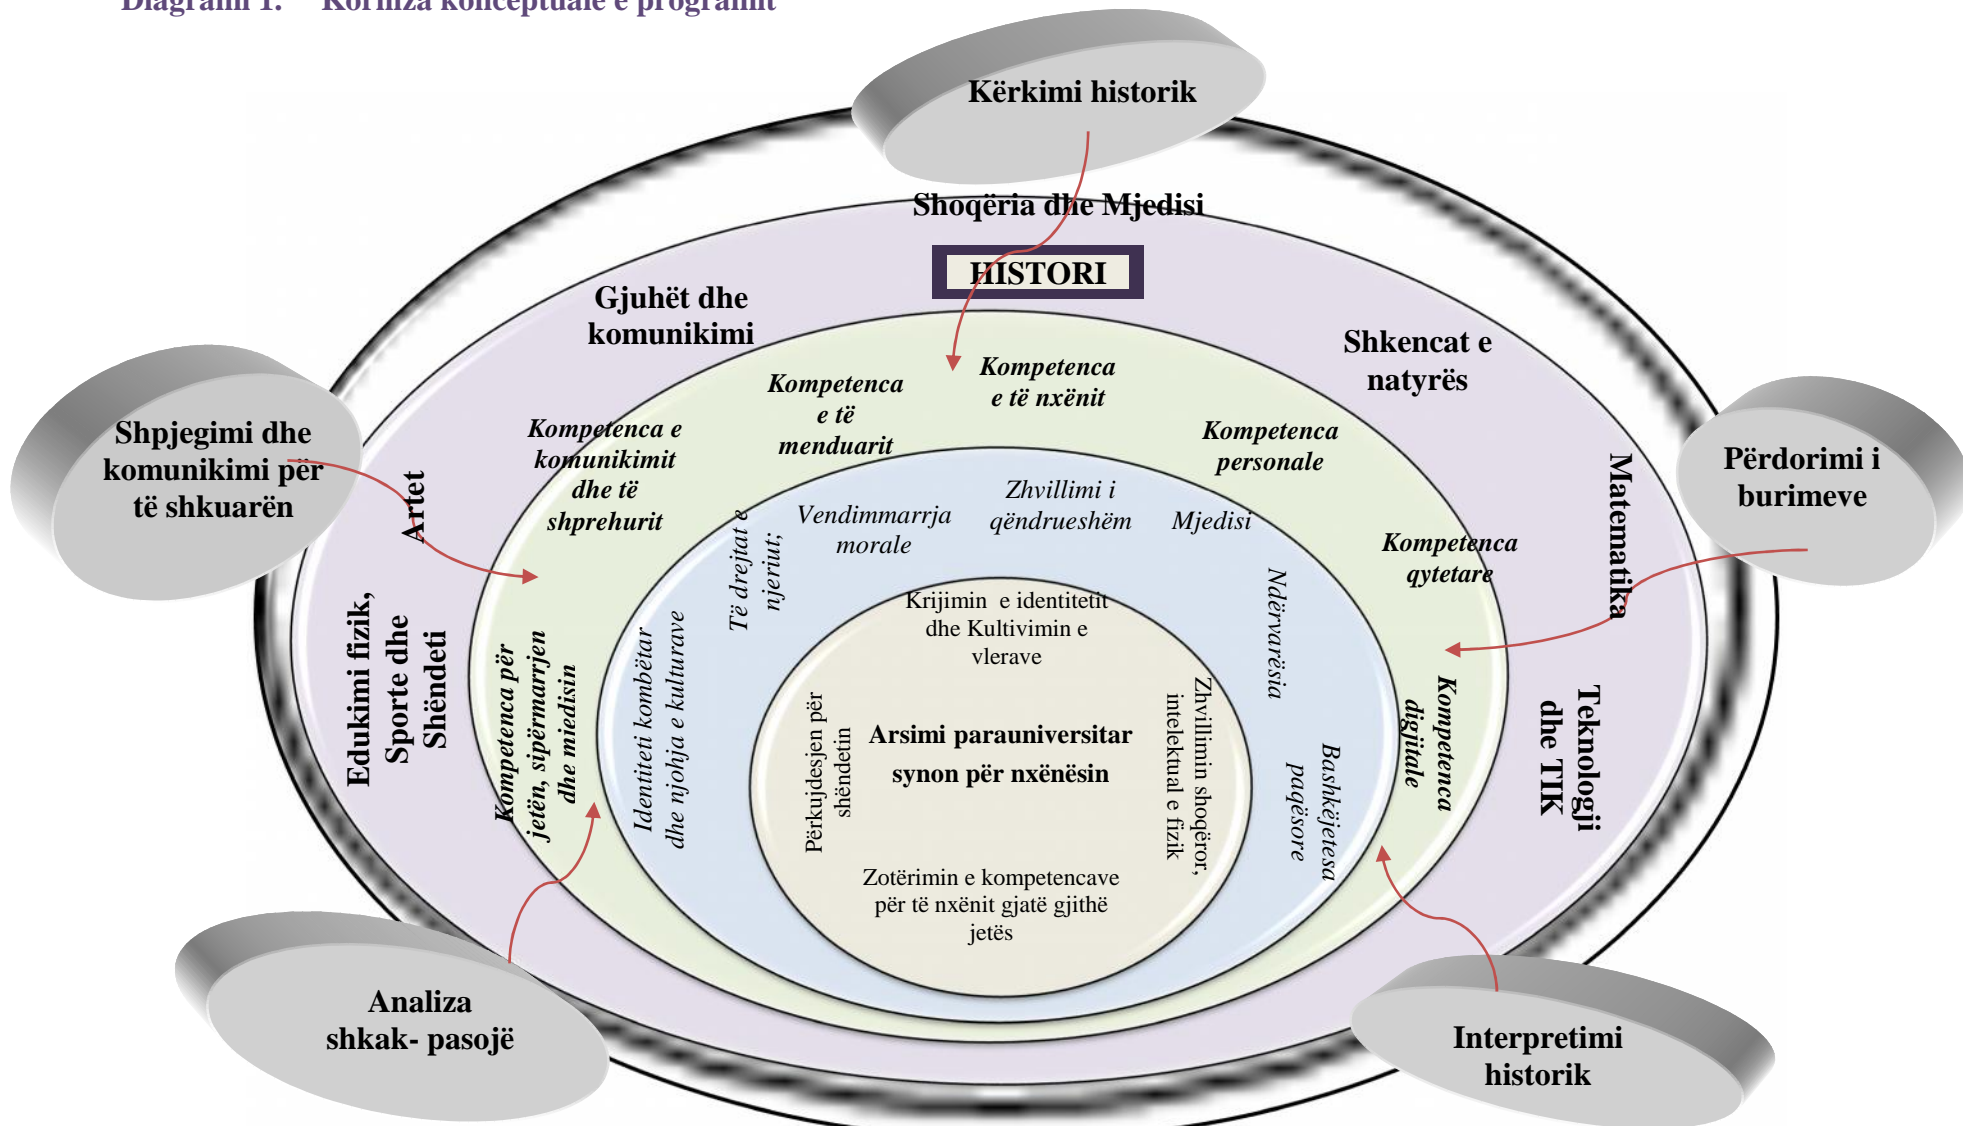 Diagrami 1. Korniza konceptuale e programit
Kërkimi historik
Shoqëria dhe Mjedisi
HISTORI
Gjuhët dhe
komunikimi
Shkencat e
natyrës
Shpjegimi dhe
komunikimi për
të shkuarën
Artet
Përdorimi i
burimeve
Matematika
Edukimi fizik,
Sporte dhe
Shëndeti
Teknologji
dhe TIK
Kompetenca e
komunikimit
dhe të
shprehurit
Kompetenca
e të
menduarit
Kompetenca
e të nxënit
Kompetenca
personale
Kompetenca
qytetare
Kompetenca
digjitale
Kompetenca për
jetën, sipërmarrjen
dhe miedisin
Identiteti kombëtar
dhe njohja e kulturave
Të drejtat e
njeriut;
Vendimmarrja
morale
Zhvillimi i
qëndrueshëm
Mjedisi
Ndërvarësia
Bashkëjetesa
paqësore
Krijimin e identitetit
dhe Kultivimin e
vlerave
Përkujdesjen për
shëndetin
Arsimi parauniversitar
synon për nxënësin
Zhvillimin shoqëror,
intelektual e fizik
Zotërimin e kompetencave
për të nxënit gjatë gjithë
jetës
Analiza
shkak- pasojë
Interpretimi
historik